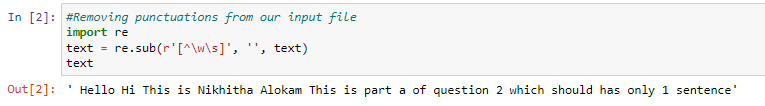 In [2]: #Removing punctuations from our input file
import re
text = re.sub(r'[^\w\s]', '', text)
text
Out[2]: ' Hello Hi This is Nikhitha Alokam This is part a of question 2 which should has only 1 sentence'